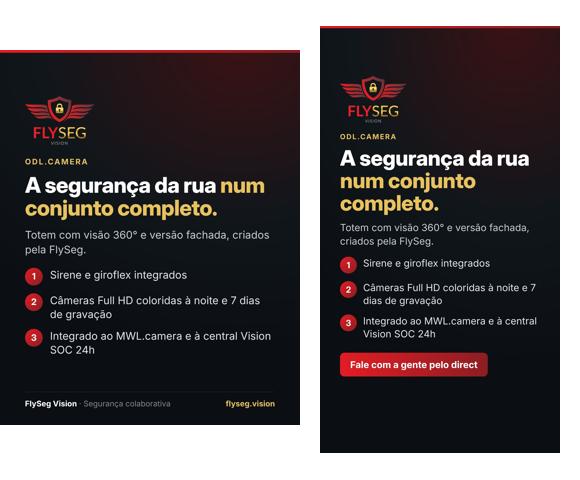 FLYSEG
VISION
ODL.CAMERA
A segurança da rua num
conjunto completo.
Totem com visão 360° e versão fachada, criados
pela FlySeg.
1 Sirene e giroflex integrados
2 Câmeras Full HD coloridas à noite e 7 dias
de gravação
3 Integrado ao MWL.camera e à central Vision
SOC 24h
FlySeg Vision · Segurança colaborativa
flyseg.vision
FLYSEG
VISION
ODL.CAMERA
A segurança da rua
num conjunto
completo.
Totem com visão 360° e versão fachada,
criados pela FlySeg.
1 Sirene e giroflex integrados
2 Câmeras Full HD coloridas à noite e 7
dias de gravação
3 Integrado ao MWL.camera e à central
Vision SOC 24h
Fale com a gente pelo direct